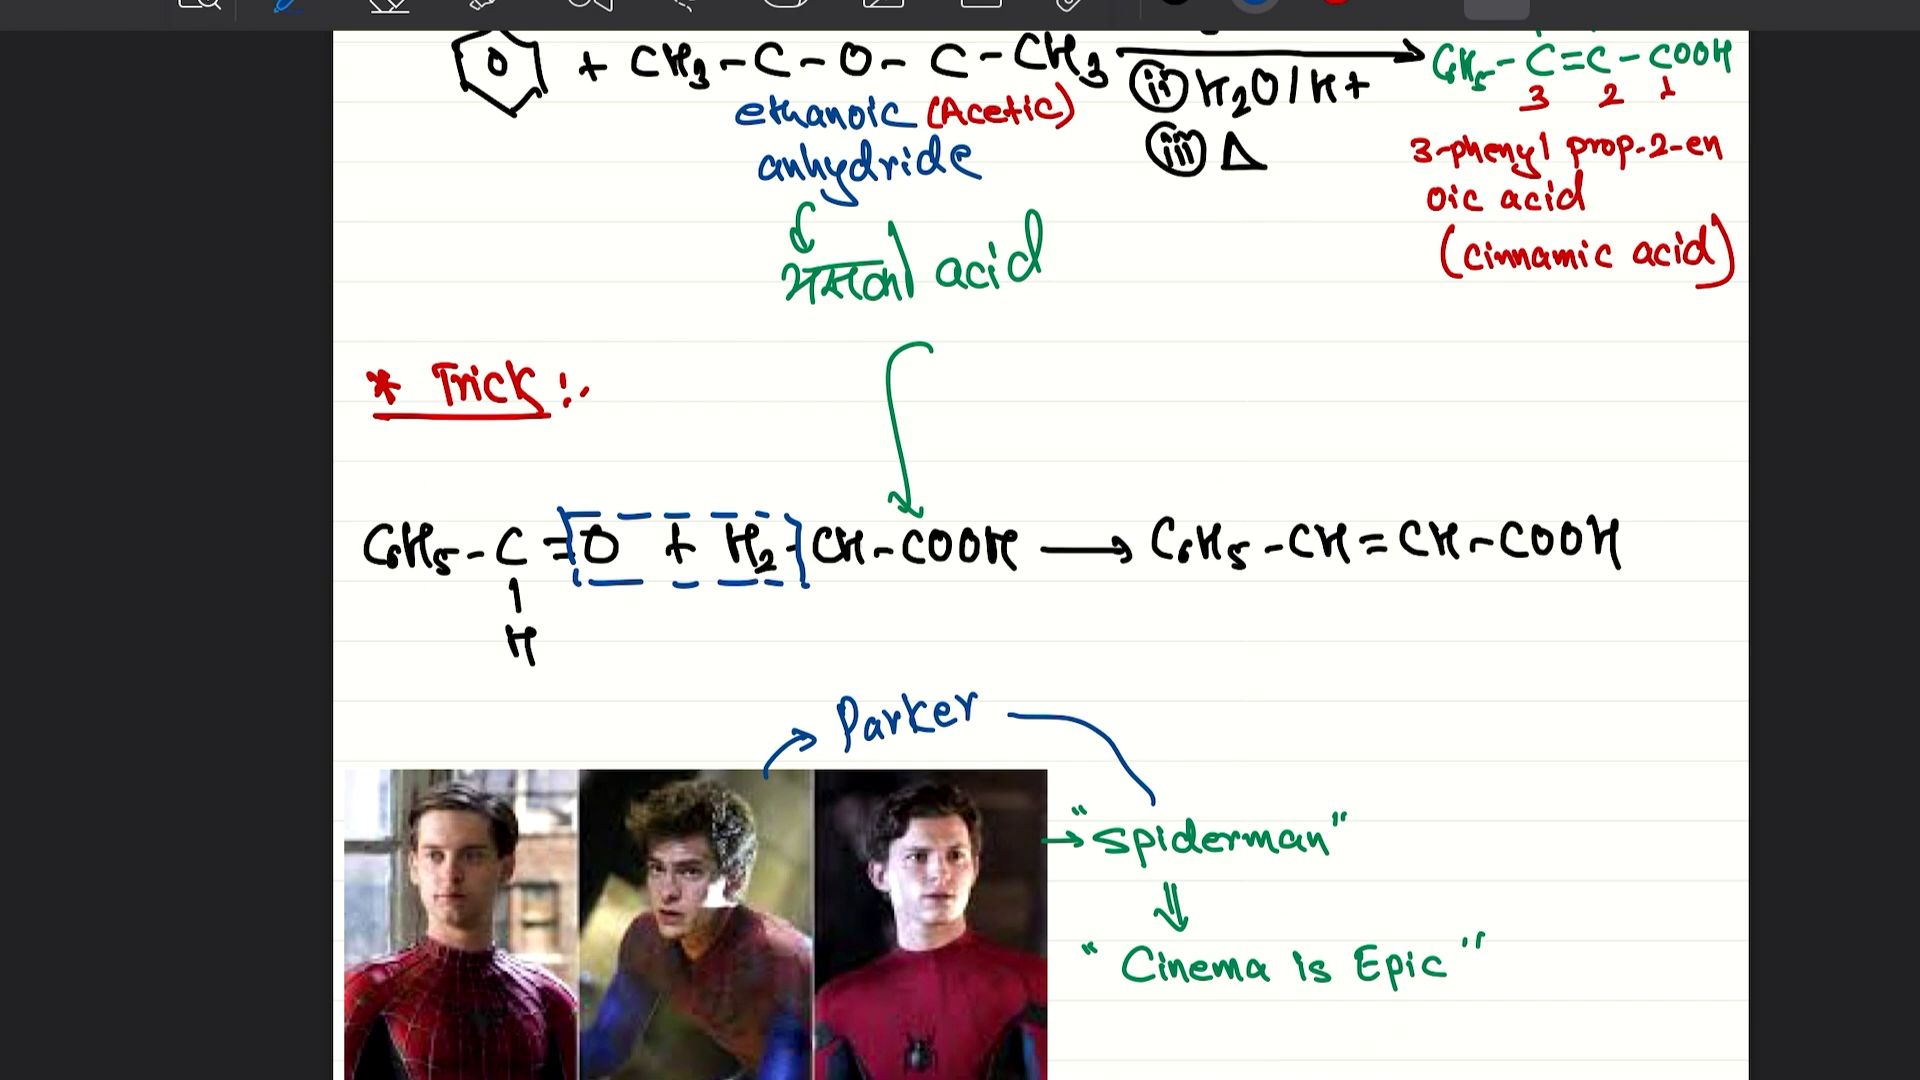 + CH3-C-O-C-CH3
(ii) H2O/H+
(iii) Δ
C6H5-C=C-COOH
3 2 1
ethanoic (Acetic)
anhydride
3-phenyl prop-2-en
oic acid
(cinnamic acid)
acid
* Trick :-
C6H5-C=O + H2-CH-COOH → C6H5-CH=CH-COOH
H
Parker
"Spiderman"
"Cinema is Epic"